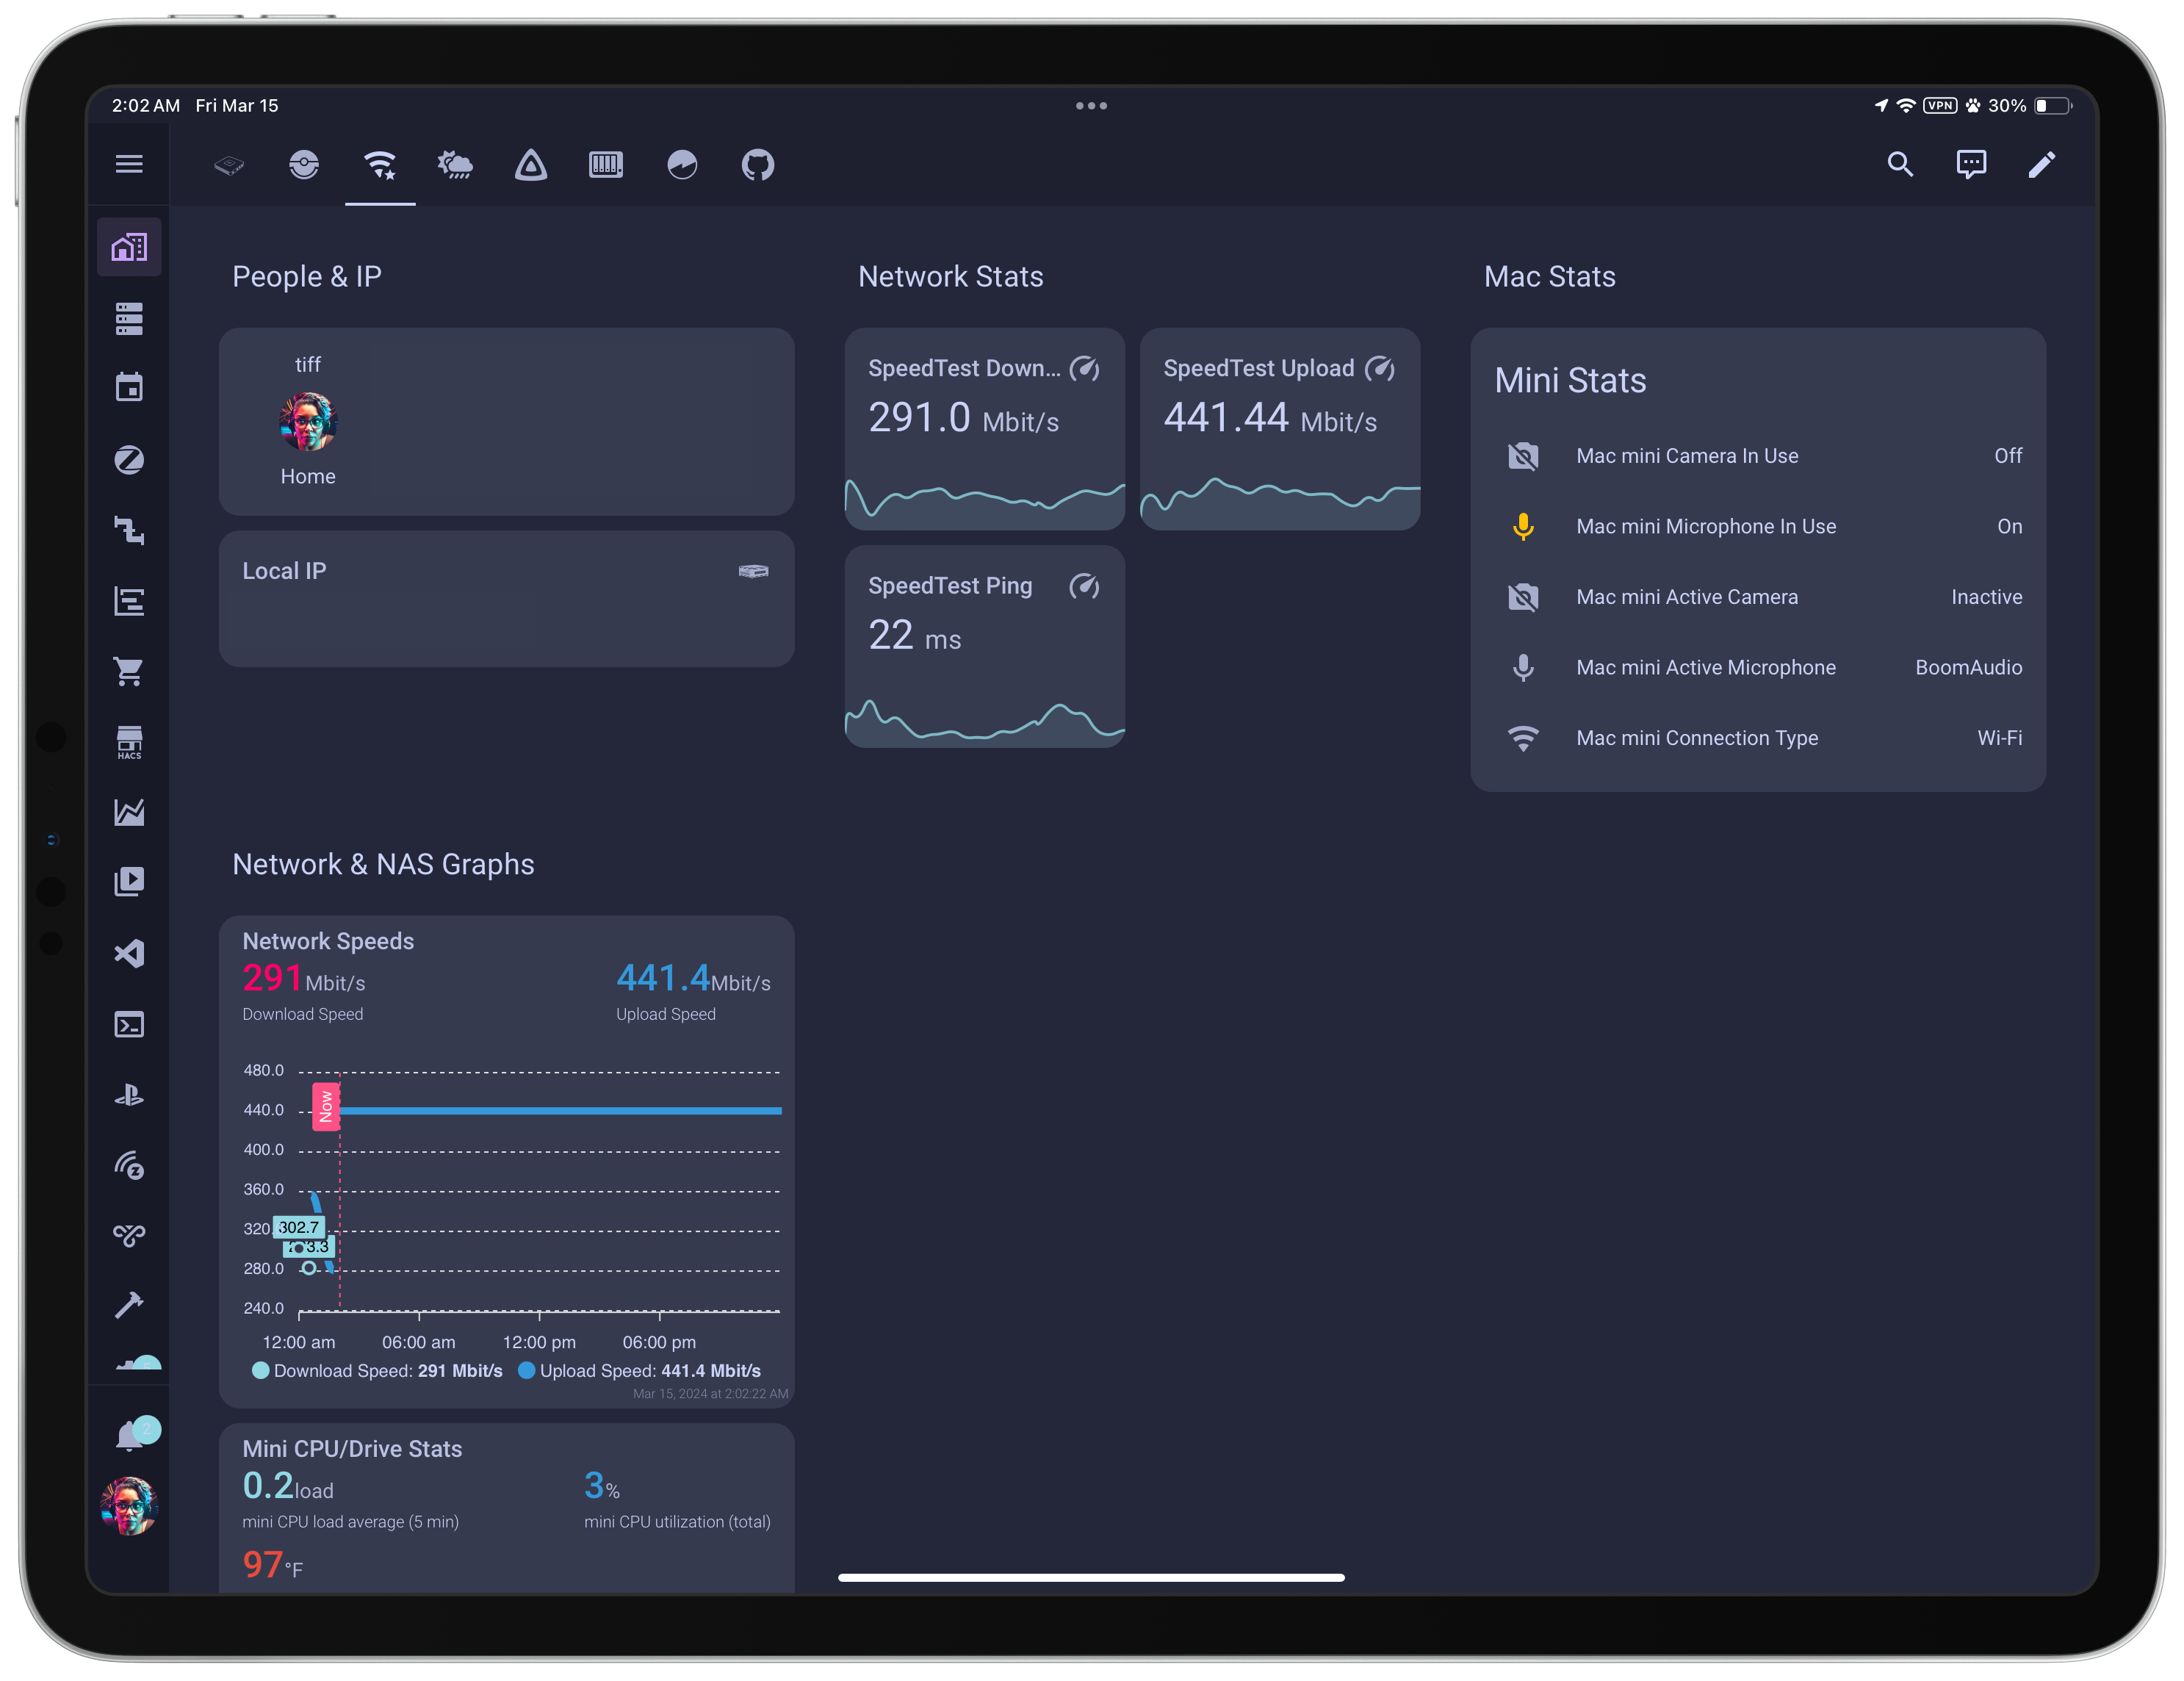 2:02 AM Fri Mar 15
VPN 30%
People & IP
tiff
Home
Local IP
Network Stats
SpeedTest Down...
291.0 Mbit/s
SpeedTest Upload
441.44 Mbit/s
SpeedTest Ping
22 ms
Mac Stats
Mini Stats
Mac mini Camera In Use Off
Mac mini Microphone In Use On
Mac mini Active Camera Inactive
Mac mini Active Microphone BoomAudio
Mac mini Connection Type Wi-Fi
HACS
Network & NAS Graphs
Network Speeds
291 Mbit/s 441.4 Mbit/s
Download Speed Upload Speed
480.0
Now
440.0
400.0
360.0
320
302.7
3.3
280.0
240.0
12:00 am 06:00 am 12:00 pm 06:00 pm
Download Speed: 291 Mbit/s Upload Speed: 441.4 Mbit/s
Mar 15, 2024 at 2:02:22 AM
2
Mini CPU/Drive Stats
0.2 load 3%
mini CPU load average (5 min) mini CPU utilization (total)
97 °F